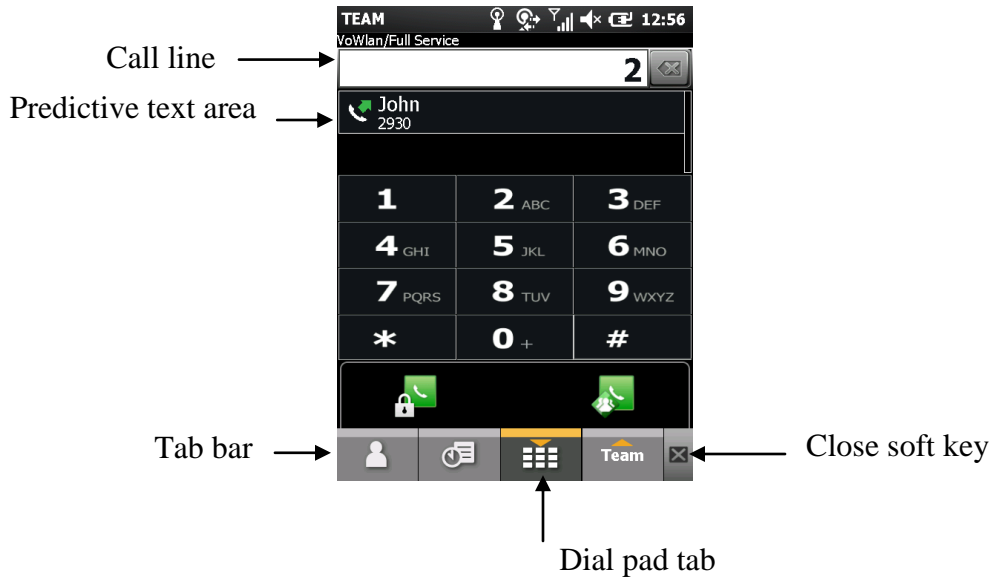 TEAM 12:56
VoWlan/Full Service
Call line
2
Predictive text area
John
2930
1 2 ABC 3 DEF
4 GHI 5 JKL 6 MNO
7 PQRS 8 TUV 9 WXYZ
* 0 + #
Tab bar
Team
Close soft key
Dial pad tab